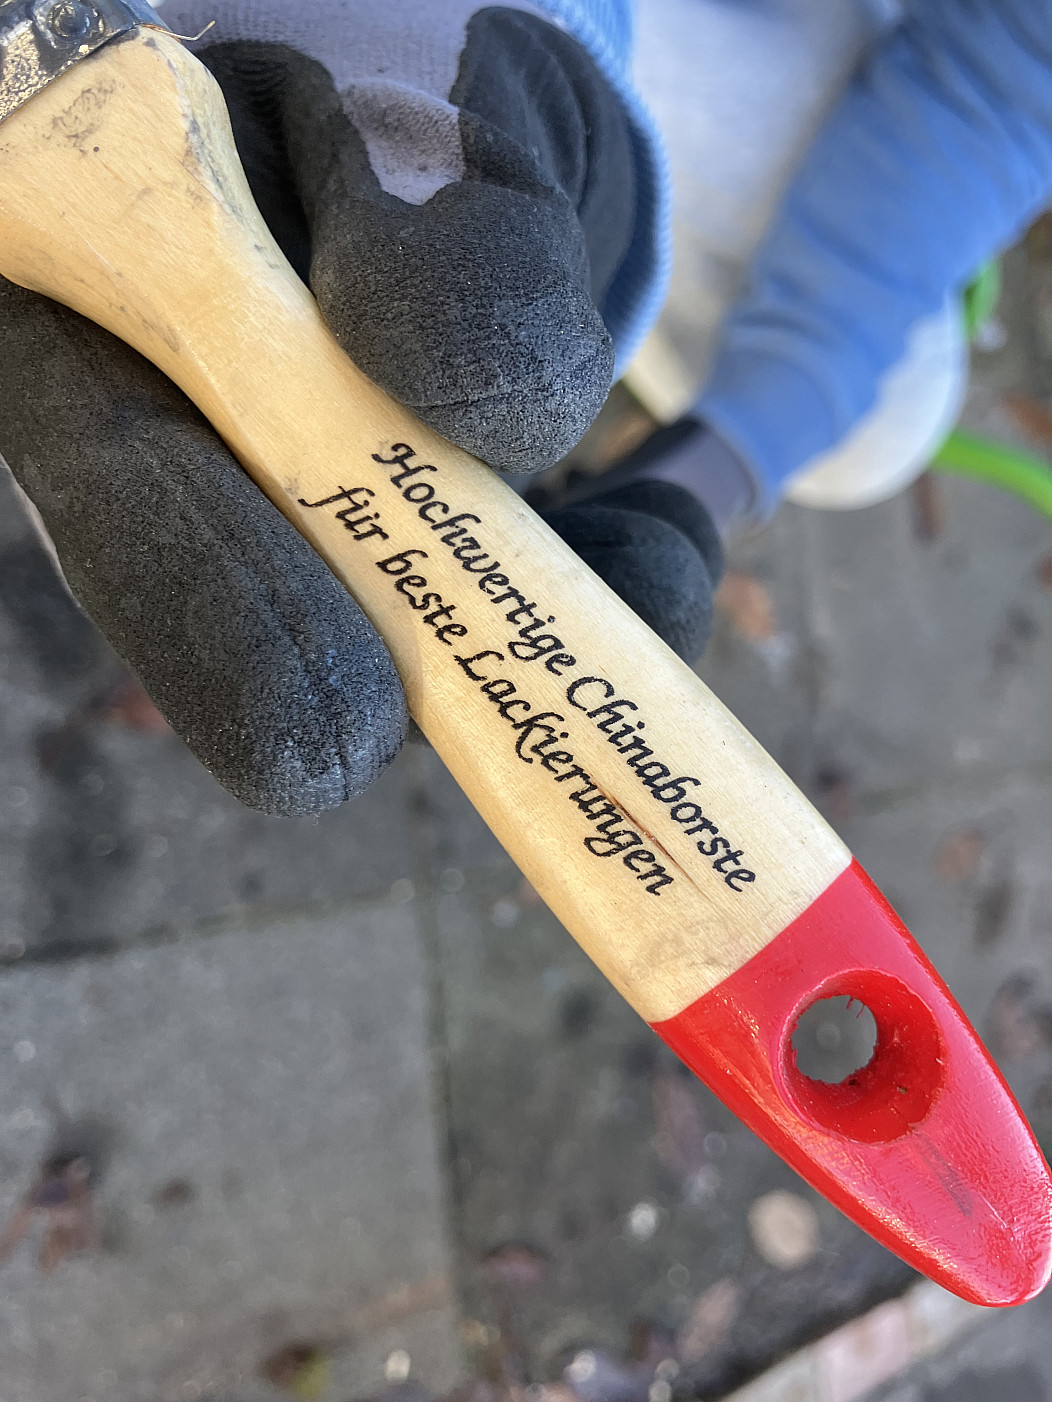 Hochwertige Chinaborste
für beste Lackierungen